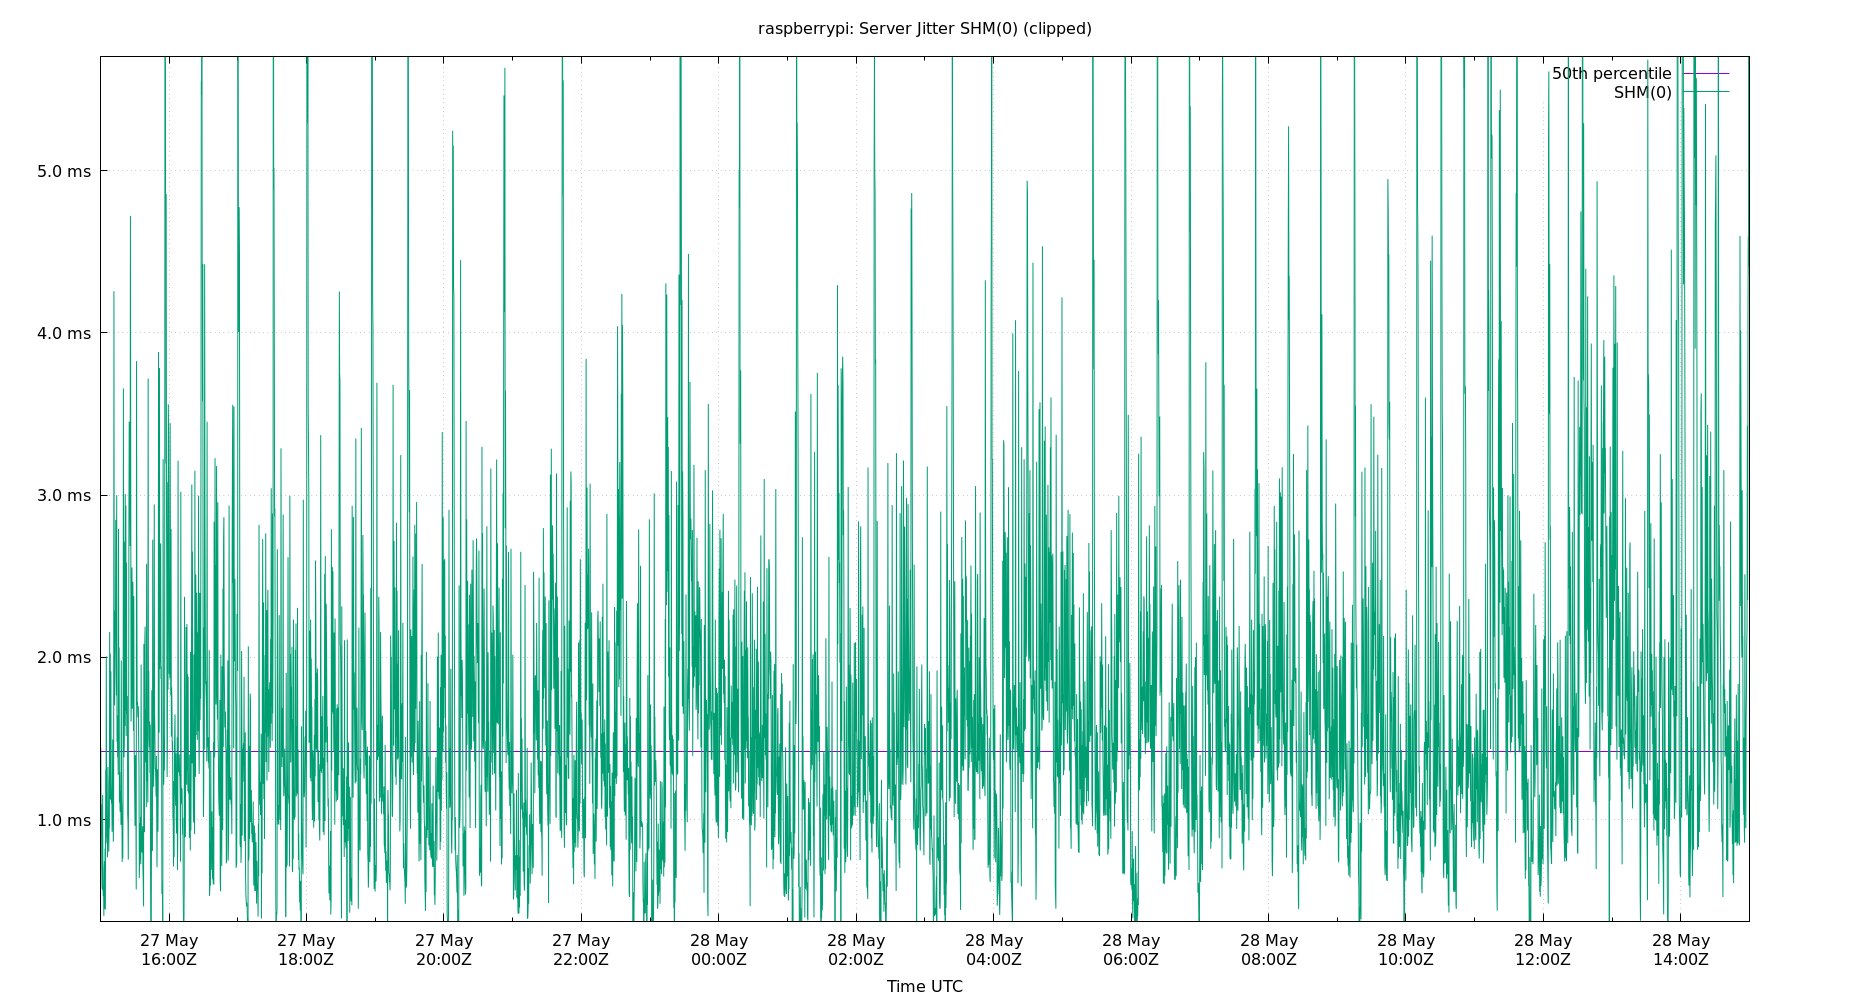 raspberrypi: Server Jitter SHM(0) (clipped)
50th percentile
SHM(0)
5.0 ms
4.0 ms
3.0 ms
2.0 ms
1.0 ms
27 May 27 May 27 May 27 May 28 May 28 May 28 May 28 May 28 May 28 May 28 May 28 May
16:00Z 18:00Z 20:00Z 22:00Z 00:00Z 02:00Z 04:00Z 06:00Z 08:00Z 10:00Z 12:00Z 14:00Z
Time UTC